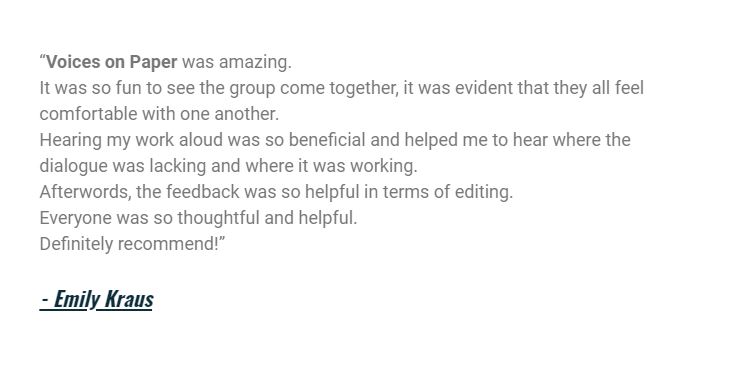 “Voices on Paper was amazing.
It was so fun to see the group come together, it was evident that they all feel
comfortable with one another.
Hearing my work aloud was so beneficial and helped me to hear where the
dialogue was lacking and where it was working.
Afterwords, the feedback was so helpful in terms of editing.
Everyone was so thoughtful and helpful.
Definitely recommend!”
- Emily Kraus